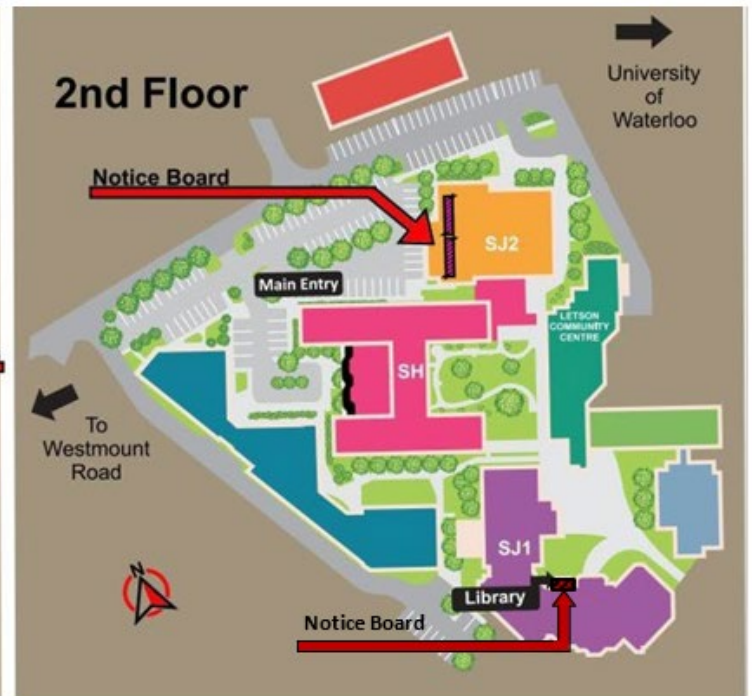 2nd Floor
University
of
Waterloo
Notice Board
SJ2
Main Entry
LETSON
COMMUNITY
CENTRE
SH
To
Westmount
Road
SJ1
N
Library
Notice Board